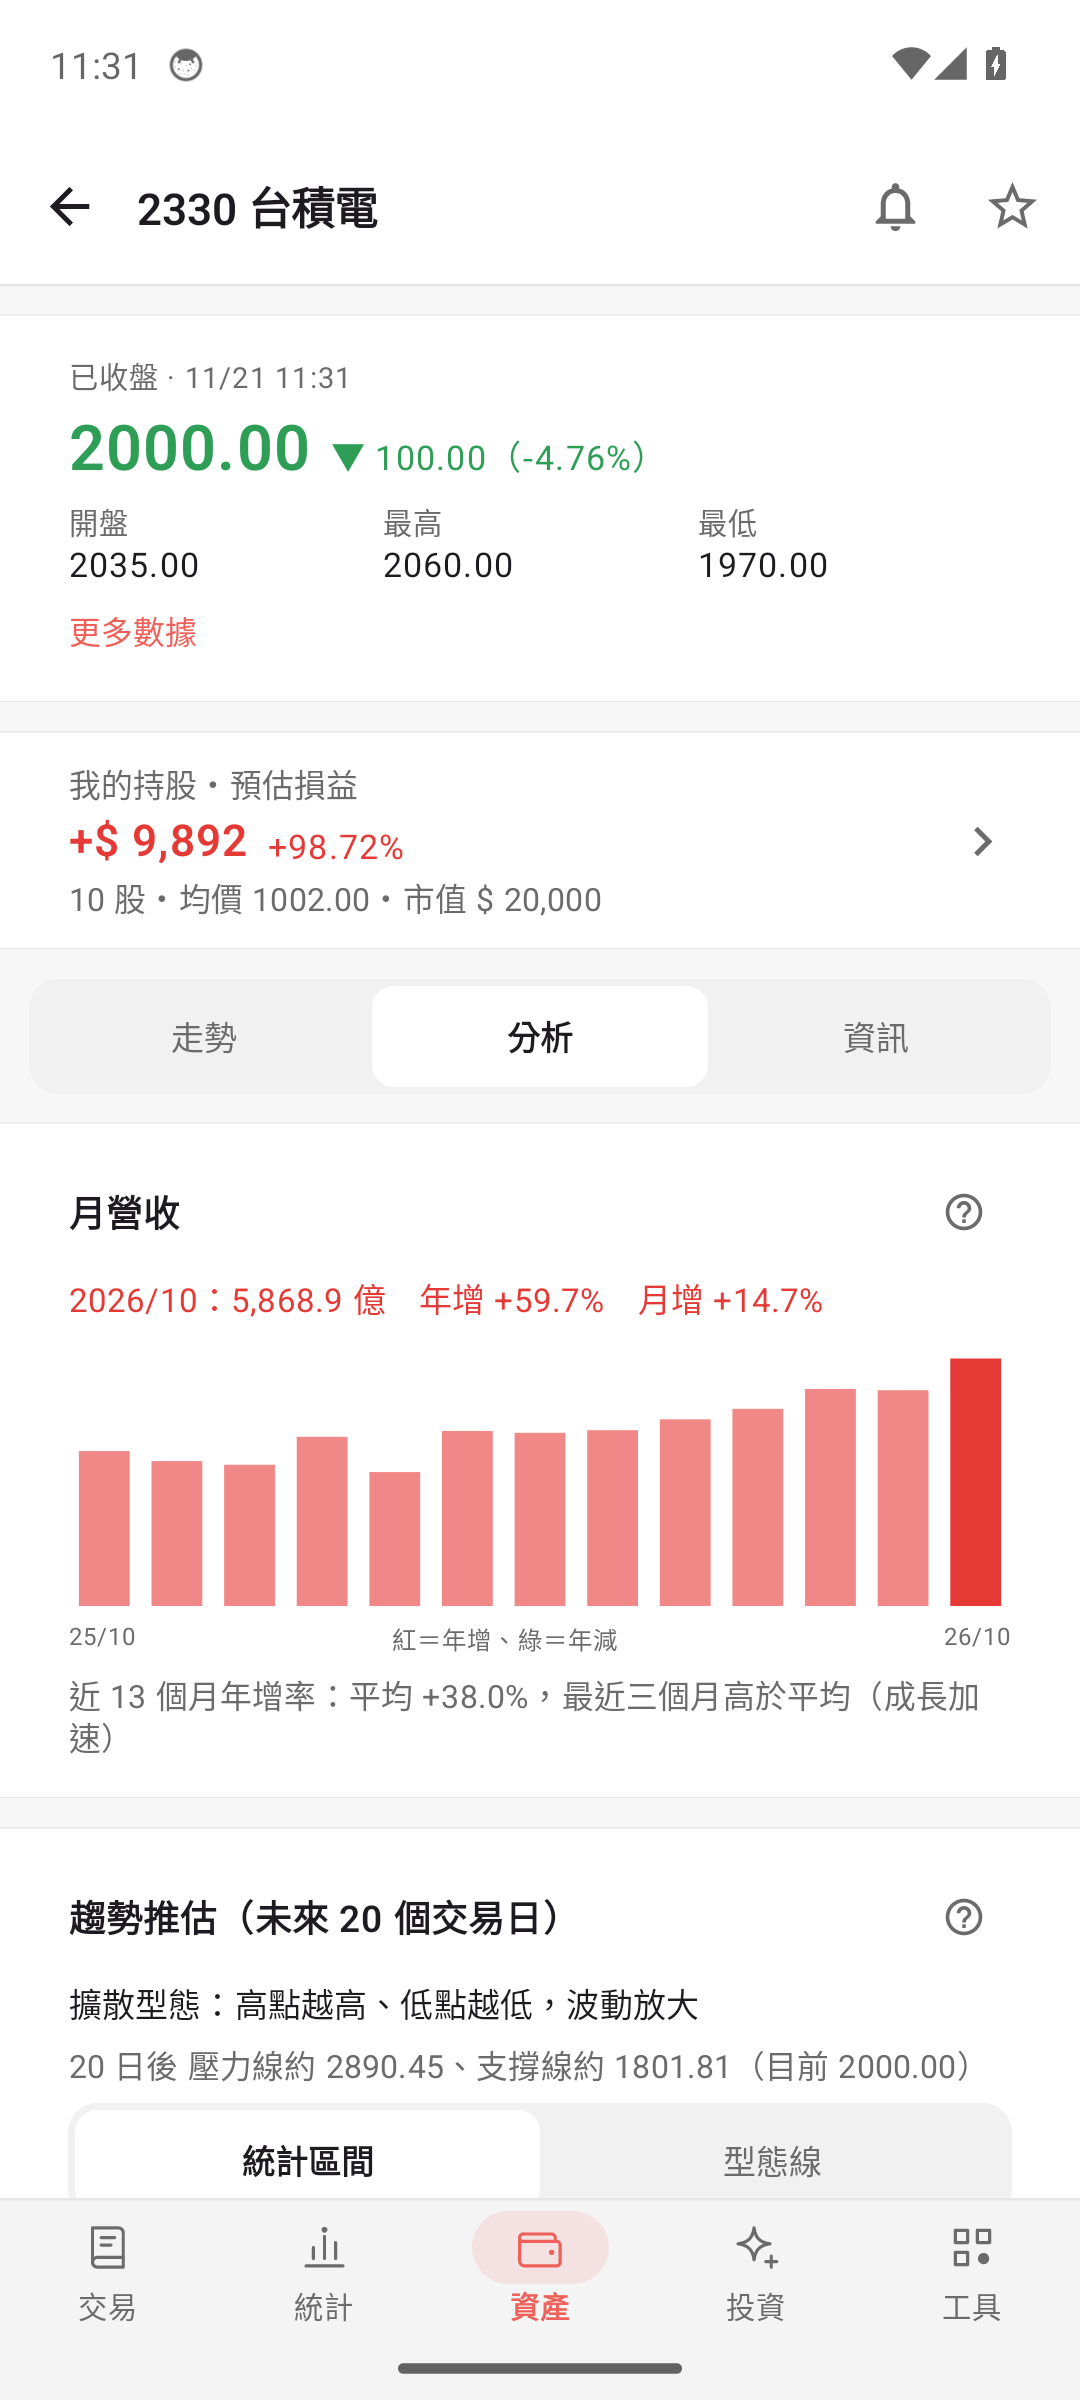 11:31
2330 台積電
已收盤 · 11/21 11:31
2000.00 ▼ 100.00（-4.76%）
開盤 最高 最低
2035.00 2060.00 1970.00
更多數據
我的持股・預估損益
+$ 9,892 +98.72%
10 股・均價 1002.00・市值 $ 20,000
走勢 分析 資訊
月營收
2026/10：5,868.9 億 年增 +59.7% 月增 +14.7%
25/10 紅＝年增、綠＝年減 26/10
近 13 個月年增率：平均 +38.0%，最近三個月高於平均（成長加
速）
趨勢推估（未來 20 個交易日）
擴散型態：高點越高、低點越低，波動放大
20 日後 壓力線約 2890.45、支撐線約 1801.81（目前 2000.00）
統計區間 型態線
交易 統計 資產 投資 工具